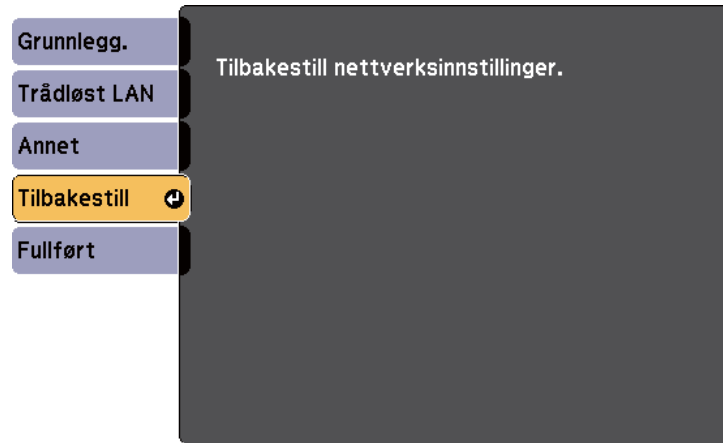 Grunnlegg.
Tilbakestill nettverksinnstillinger.
Trådløst LAN
Annet
Tilbakestill
Fullført